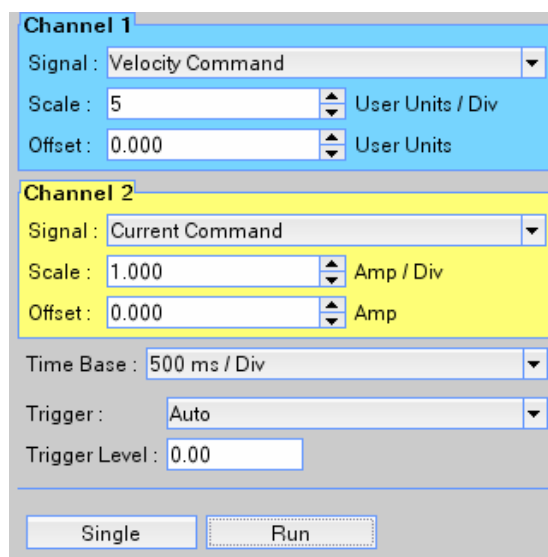 Channel 1
Signal : Velocity Command
Scale : 5 User Units / Div
Offset : 0.000 User Units
Channel 2
Signal : Current Command
Scale : 1.000 Amp / Div
Offset : 0.000 Amp
Time Base : 500 ms / Div
Trigger : Auto
Trigger Level : 0.00
Single Run